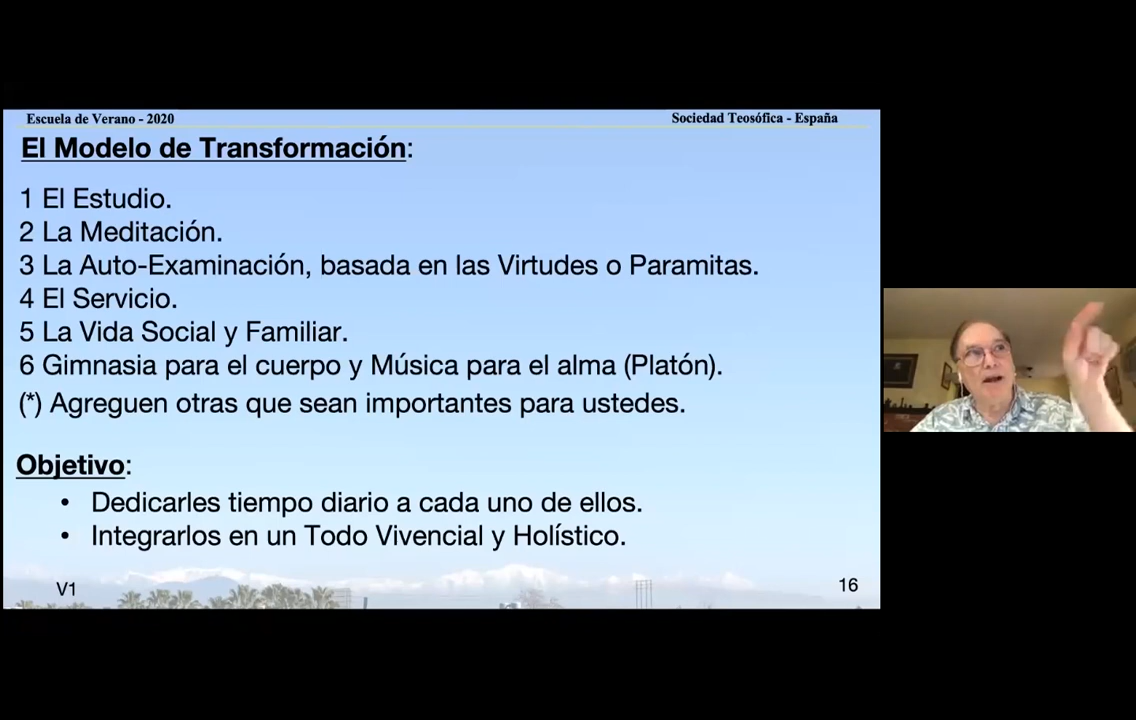 Escuela de Verano - 2020
Sociedad Teosófica - España
El Modelo de Transformación:
1 El Estudio.
2 La Meditación.
3 La Auto-Examinación, basada en las Virtudes o Paramitas.
4 El Servicio.
5 La Vida Social y Familiar.
6 Gimnasia para el cuerpo y Música para el alma (Platón).
(*) Agreguen otras que sean importantes para ustedes.
Objetivo:
• Dedicarles tiempo diario a cada uno de ellos.
• Integrarlos en un Todo Vivencial y Holístico.
V1
16